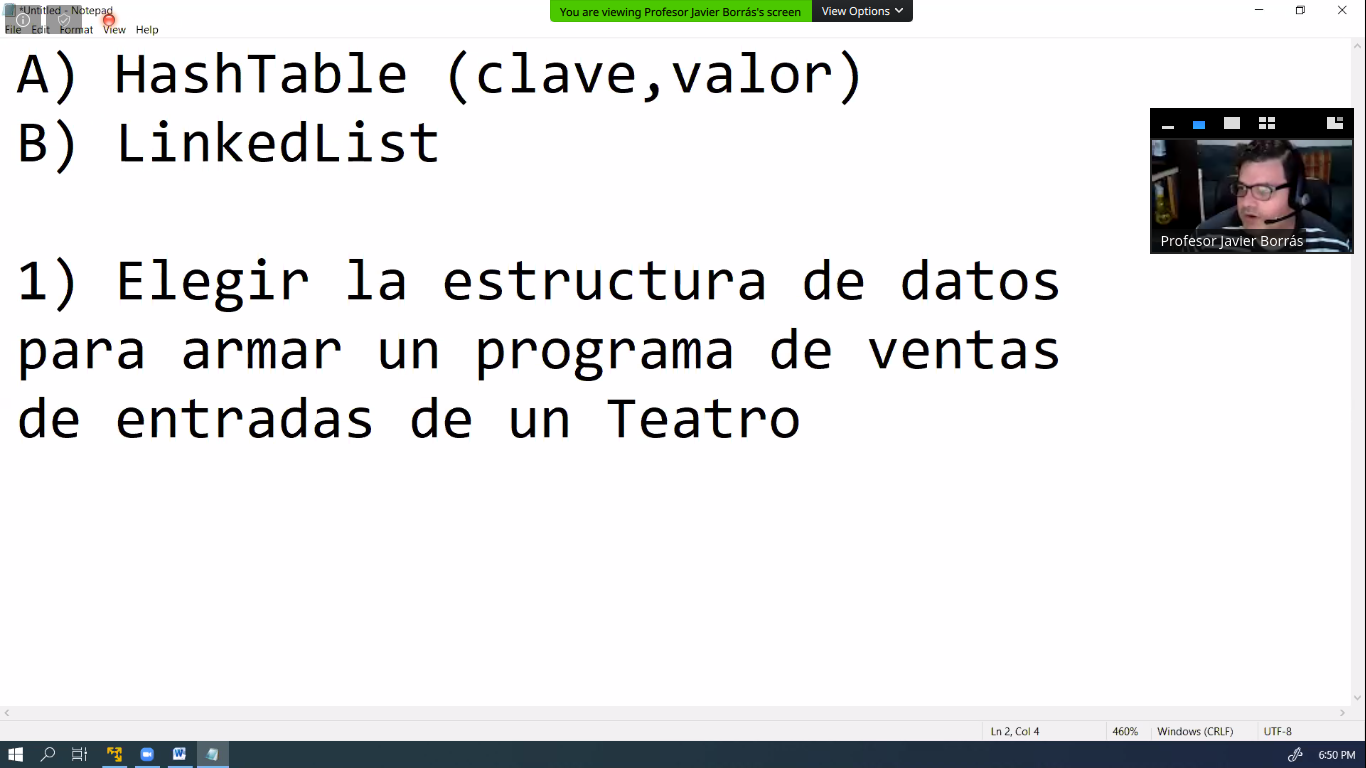 *Untitled - Notepad
You are viewing Profesor Javier Borrás's screen
View Options
File Edit Format View Help
A) HashTable (clave,valor)
B) LinkedList
Profesor Javier Borrás
1) Elegir la estructura de datos
para armar un programa de ventas
de entradas de un Teatro
Ln 2, Col 4
460%
Windows (CRLF)
UTF-8
6:50 PM